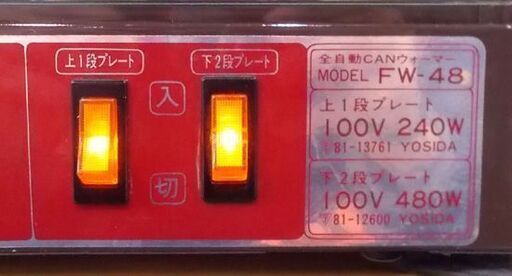 上1段プレート
下2段プレート
入
切
全自動CANウォーマー
MODEL FW-48
上1段プレート
100V 240W
〒81-13761 YOSIDA
下2段プレート
100V 480W
〒81-12600 YOSIDA